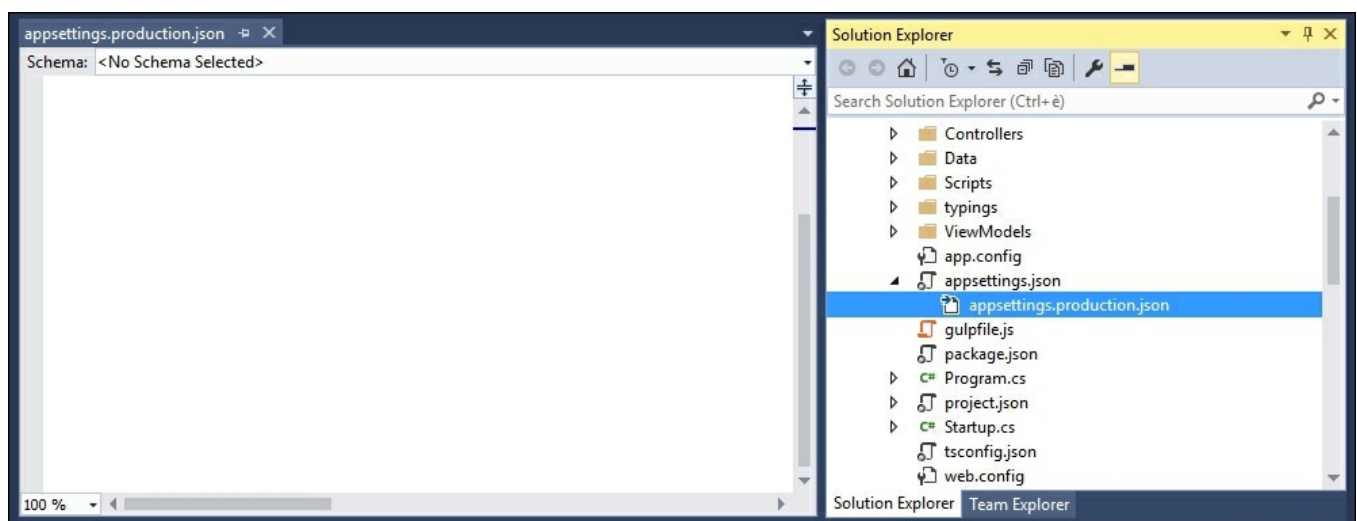 appsettings.production.json
Schema: <No Schema Selected>
100 %
Solution Explorer
Search Solution Explorer (Ctrl+è)
Controllers
Data
Scripts
typings
ViewModels
app.config
appsettings.json
appsettings.production.json
gulpfile.js
package.json
C# Program.cs
project.json
C# Startup.cs
tsconfig.json
web.config
Solution Explorer Team Explorer